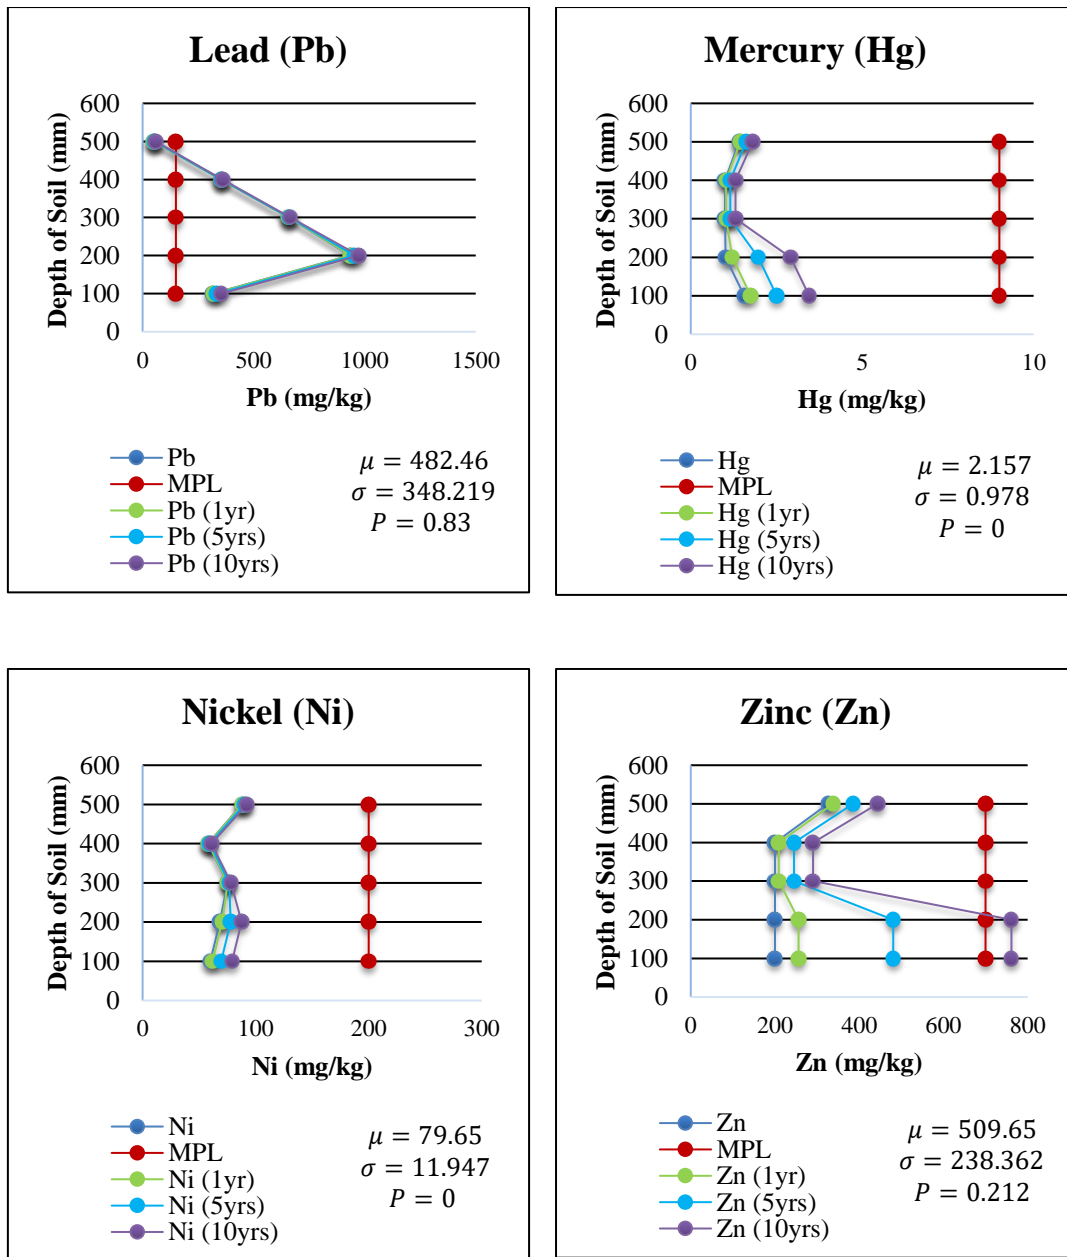 Lead (Pb)
600
500
400
300
200
100
0
Depth of Soil (mm)
0 500 1000 1500
Pb (mg/kg)
Pb
MPL
Pb (1yr)
Pb (5yrs)
Pb (10yrs)
μ = 482.46
σ = 348.219
P = 0.83
Mercury (Hg)
600
500
400
300
200
100
0
Depth of Soil (mm)
0 5 10
Hg (mg/kg)
Hg
MPL
Hg (1yr)
Hg (5yrs)
Hg (10yrs)
μ = 2.157
σ = 0.978
P = 0
Nickel (Ni)
600
500
400
300
200
100
0
Depth of Soil (mm)
0 100 200 300
Ni (mg/kg)
Ni
MPL
Ni (1yr)
Ni (5yrs)
Ni (10yrs)
μ = 79.65
σ = 11.947
P = 0
Zinc (Zn)
600
500
400
300
200
100
0
Depth of Soil (mm)
0 200 400 600 800
Zn (mg/kg)
Zn
MPL
Zn (1yr)
Zn (5yrs)
Zn (10yrs)
μ = 509.65
σ = 238.362
P = 0.212